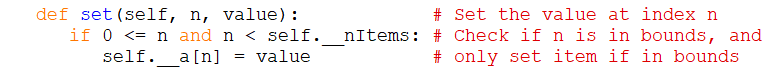 def set(self, n, value): # Set the value at index n
if 0 <= n and n < self.__nItems: # Check if n is in bounds, and
self.__a[n] = value # only set item if in bounds